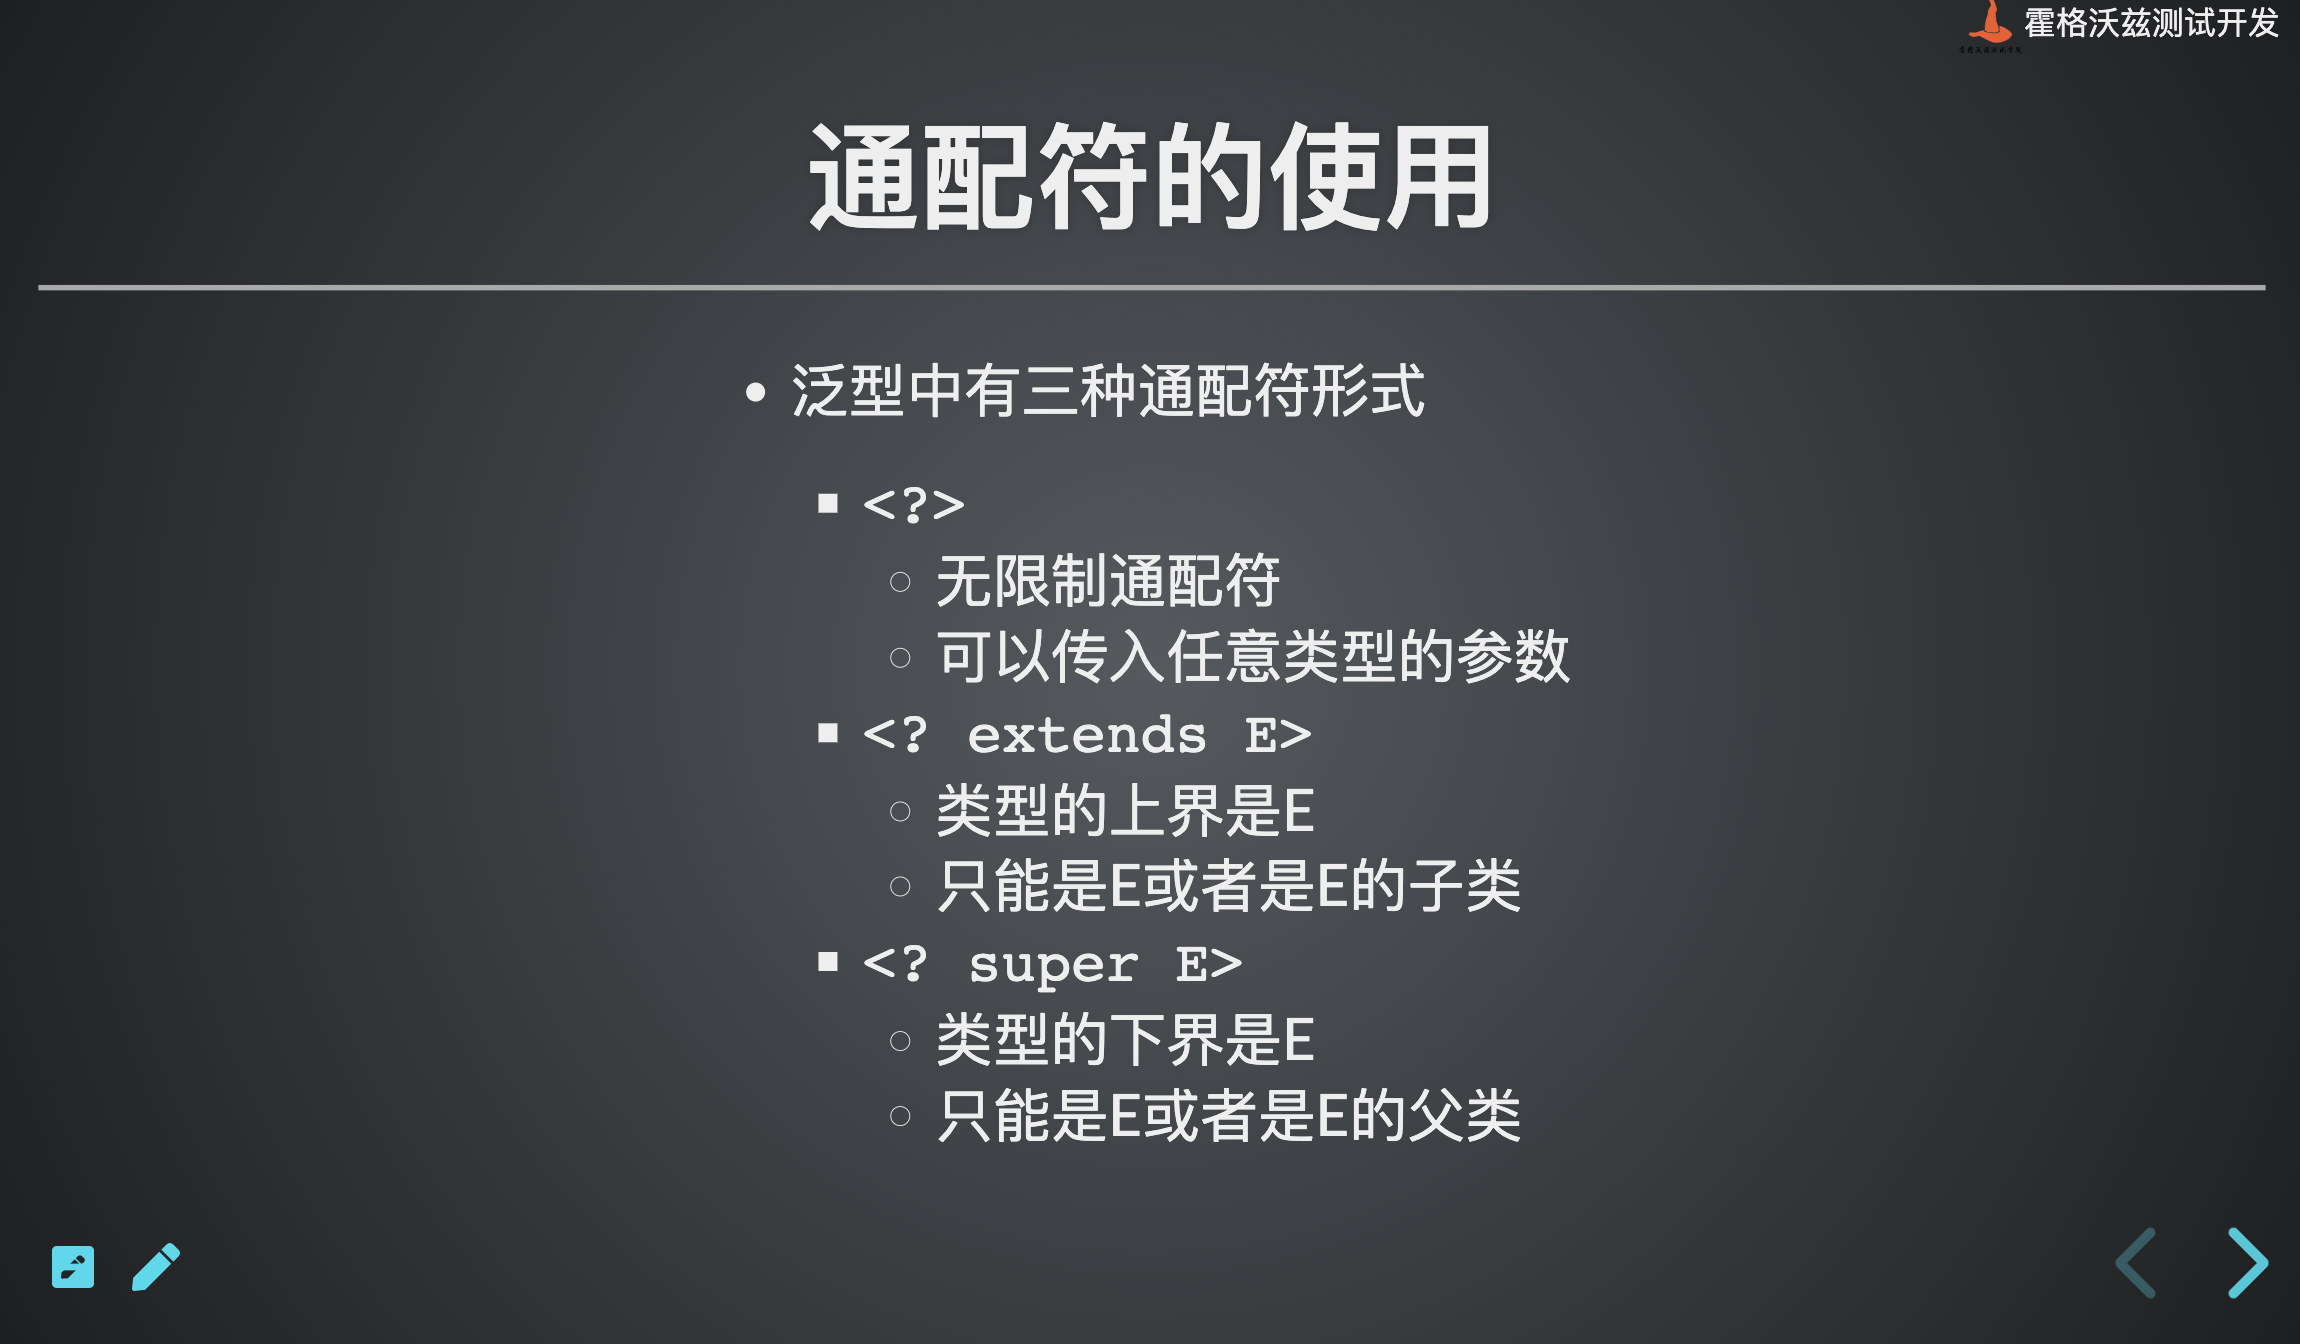 霍格沃兹测试开发
通配符的使用
泛型中有三种通配符形式
<?>
无限制通配符
可以传入任意类型的参数
<? extends E>
类型的上界是E
只能是E或者是E的子类
<? super E>
类型的下界是E
只能是E或者是E的父类